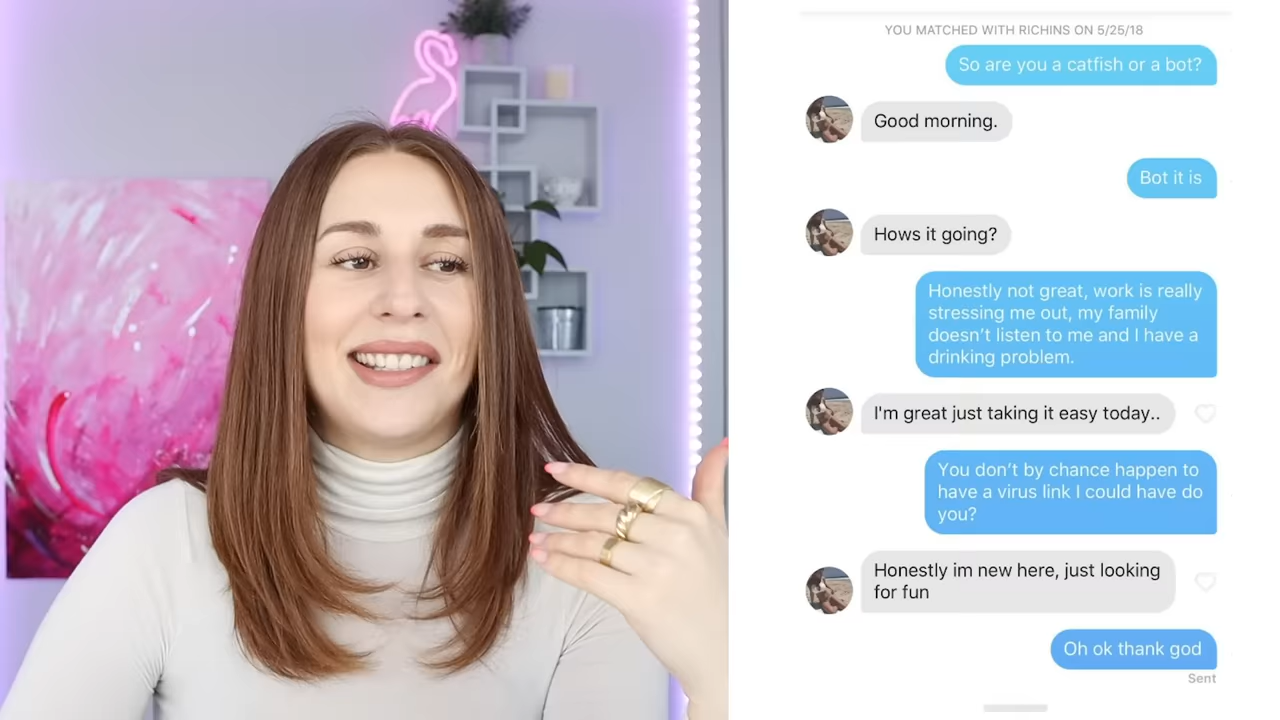 YOU MATCHED WITH RICHINS ON 5/25/18
So are you a catfish or a bot?
Good morning.
Bot it is
Hows it going?
Honestly not great, work is really
stressing me out, my family
doesn’t listen to me and I have a
drinking problem.
I'm great just taking it easy today..
You don’t by chance happen to
have a virus link I could have do
you?
Honestly im new here, just looking
for fun
Oh ok thank god
Sent